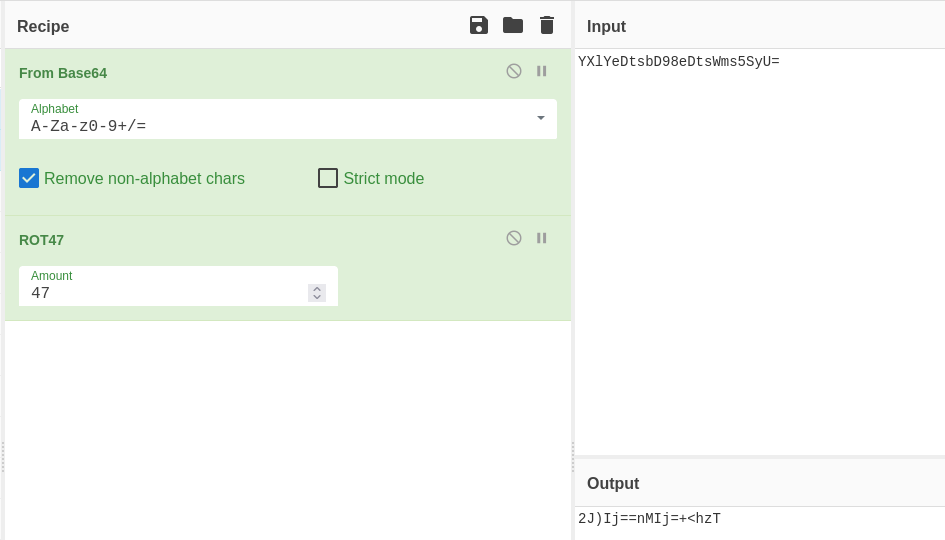 Recipe
From Base64
Alphabet
A-Za-z0-9+/=
Remove non-alphabet chars
Strict mode
ROT47
Amount
47
Input
YXlYeDtsbD98eDtsWms5SyU=
Output
2J)Ij==nMIj=+<hzT